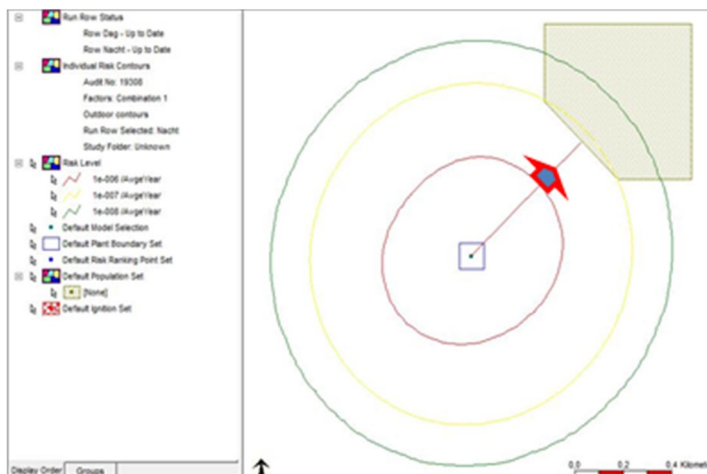 Run Row Status
Row Dag - Up to Date
Row Nacht - Up to Date
Individual Risk Contours
Audit No: 19308
Factors: Combination 1
Outdoor contours
Run Row Selected: Nacht
Study Folder: Unknown
Risk Level
1e-006 /AvgeYear
1e-007 /AvgeYear
1e-008 /AvgeYear
Default Model Selection
Default Plant Boundary Set
Default Risk Ranking Point Set
Default Population Set
[None]
Default Ignition Set
Display Order Groups
0,0 0,2 0,4 Kilomet